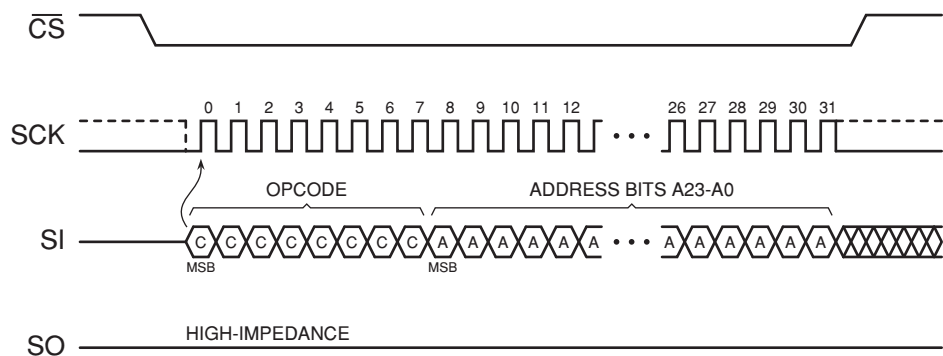 CS
0 1 2 3 4 5 6 7 8 9 10 11 12 26 27 28 29 30 31
SCK
OPCODE ADDRESS BITS A23-A0
SI C C C C C C C C A A A A A A A A A A A A
MSB MSB
HIGH-IMPEDANCE
SO